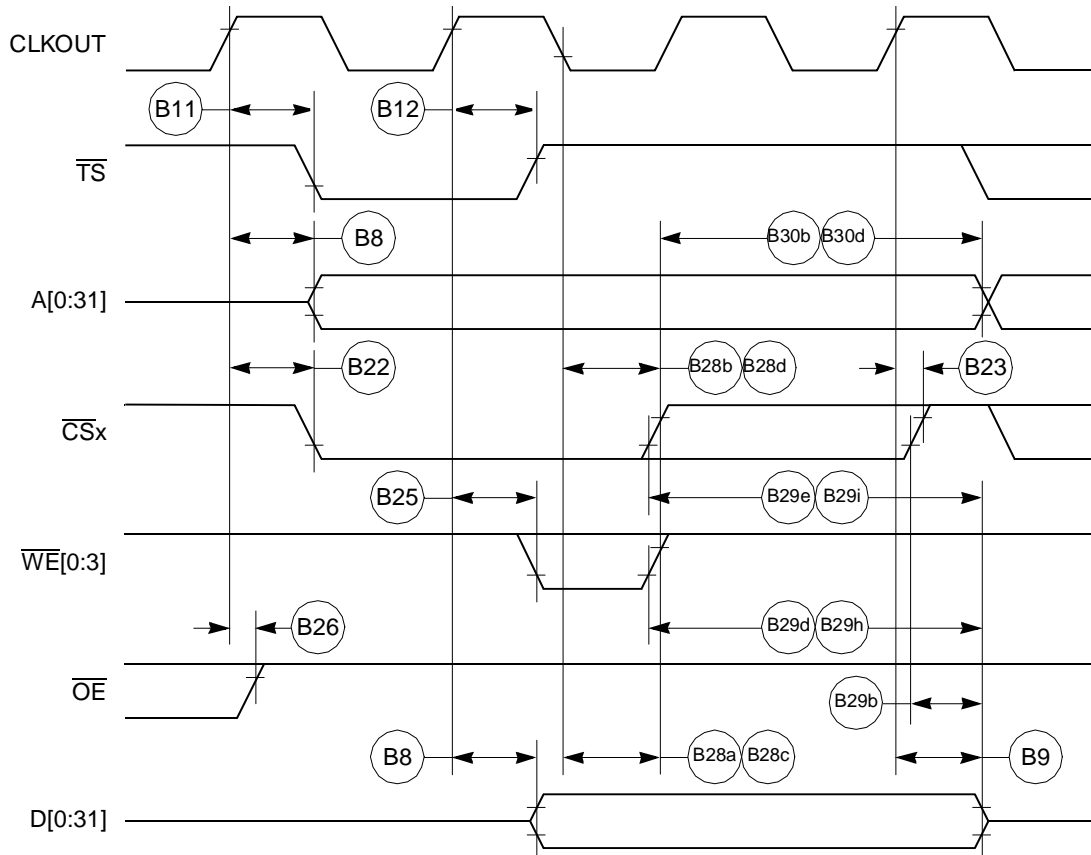 CLKOUT
B11
B12
TS
B8
B30b B30d
A[0:31]
B22
B28b B28d
B23
CSx
B25
B29e B29i
WE[0:3]
B26
B29d B29h
OE
B29b
B8
B28a B28c
B9
D[0:31]